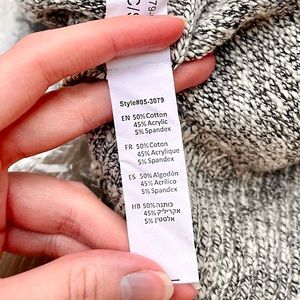 Style#05-3079
EN 50%Cotton
45% Acrylic
5% Spandex
FR 50%Coton
45% Acrylique
5% Spandex
ES 50% Algodón
45% Acrílico
5% Spandex
HB 50% כותנה
45% אקריליק
5% אלסטין